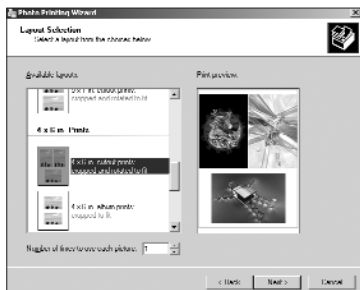 Photo Printing Wizard
Layout Selection
Select a layout from the choices below.
Available layouts:
Print preview:
cutout prints:
cropped and rotated to fit
4 x 6 in. Prints
4 x 6 in. cutout prints:
cropped and rotated to fit
4 x 6 in. album prints:
cropped to fit
Number of times to use each picture: 1
< Back Next > Cancel